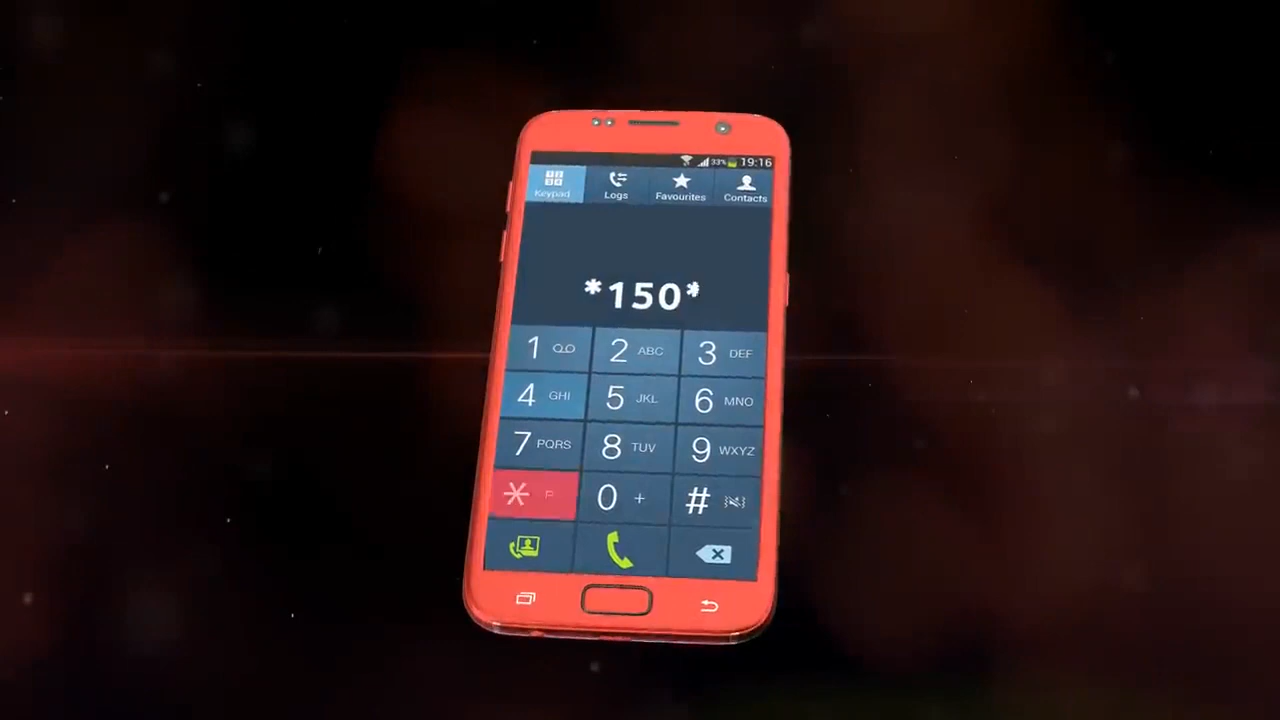 33% 19:16
Keypad Logs Favourites Contacts
*150*
1 2 ABC 3 DEF
4 GHI 5 JKL 6 MNO
7 PQRS 8 TUV 9 WXYZ
* P 0 + #